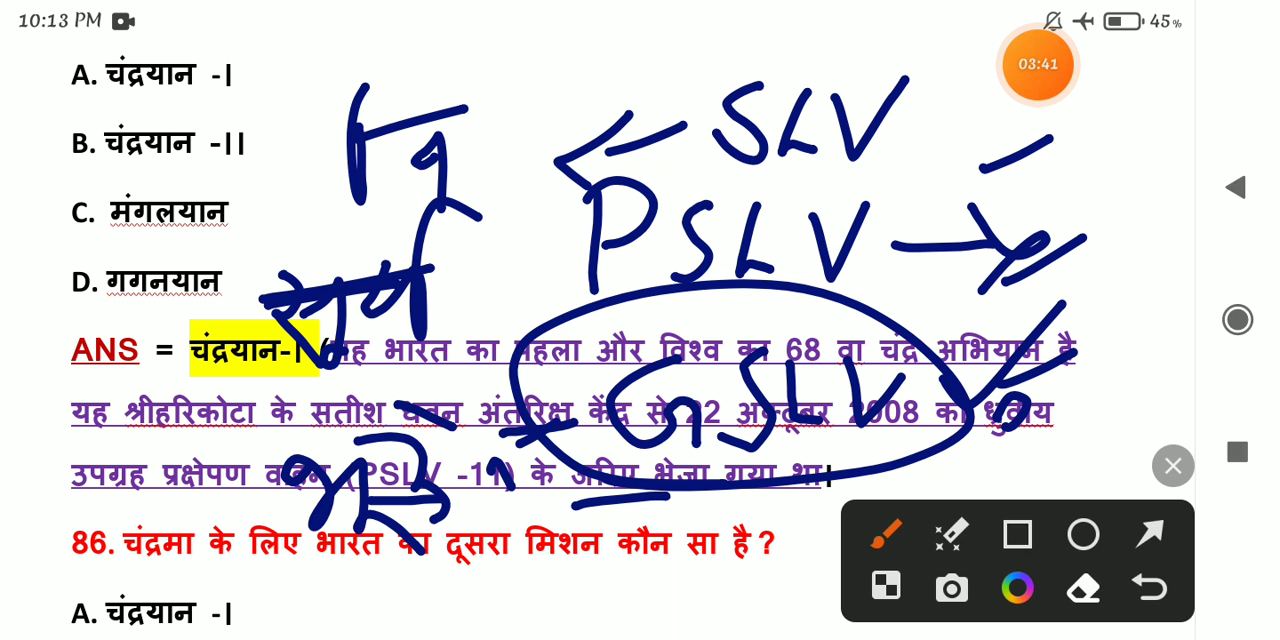 10:13 PM
45%
03:41
A. चंद्रयान -I
B. चंद्रयान -II
C. मंगलयान
D. गगनयान
SLV
PSLV
GSLV
ANS = चंद्रयान-I (यह भारत का पहला और विश्व का 68 वा चंद्र अभियान है
यह श्रीहरिकोटा के सतीश धवन अंतरिक्ष केंद्र से 22 अक्टूबर 2008 को ध्रुवीय
उपग्रह प्रक्षेपण वाहन (PSLV -11) के जरिए भेजा गया था।
86. चंद्रमा के लिए भारत का दूसरा मिशन कौन सा है ?
A. चंद्रयान -I